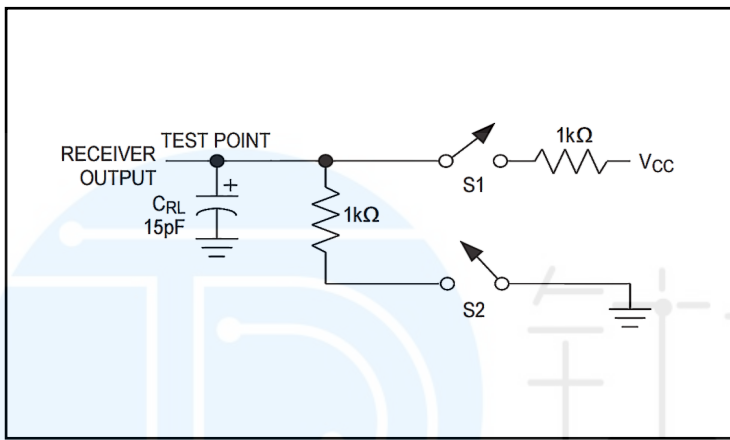 TEST POINT
RECEIVER
OUTPUT
CRL
15pF
+
1kΩ
S1
1kΩ
VCC
S2